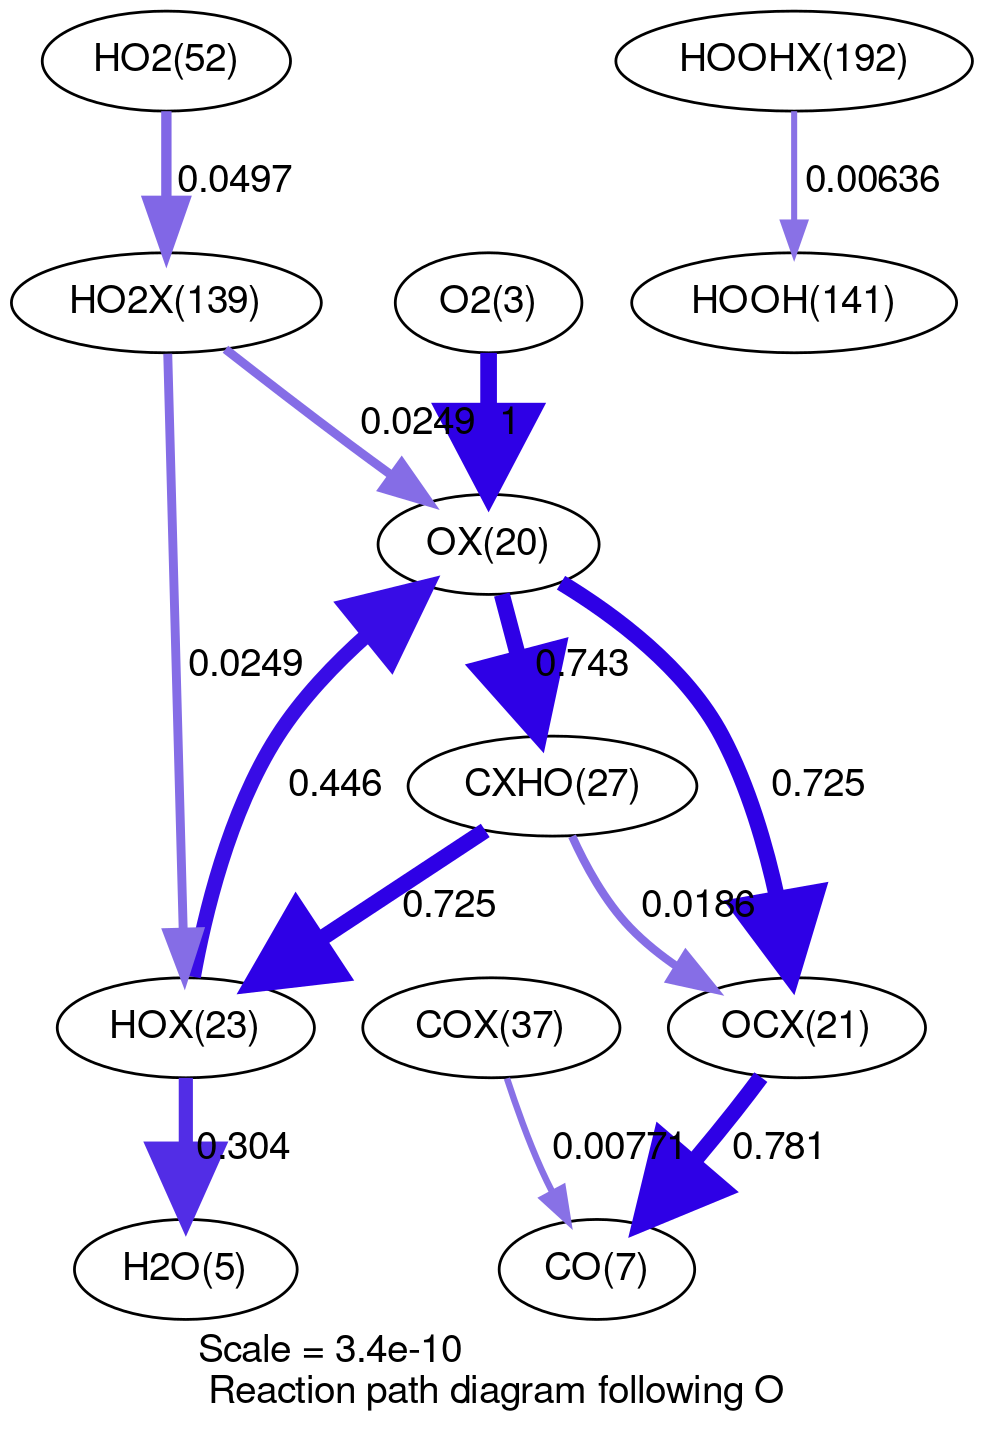 HO2(52)
HOOHX(192)
0.0497
0.00636
HO2X(139)
O2(3)
HOOH(141)
0.0249
1
OX(20)
0.0249
0.743
0.446
CXHO(27)
0.725
0.725
0.0186
HOX(23)
COX(37)
OCX(21)
0.304
0.00771
0.781
H2O(5)
CO(7)
Scale = 3.4e-10
Reaction path diagram following O